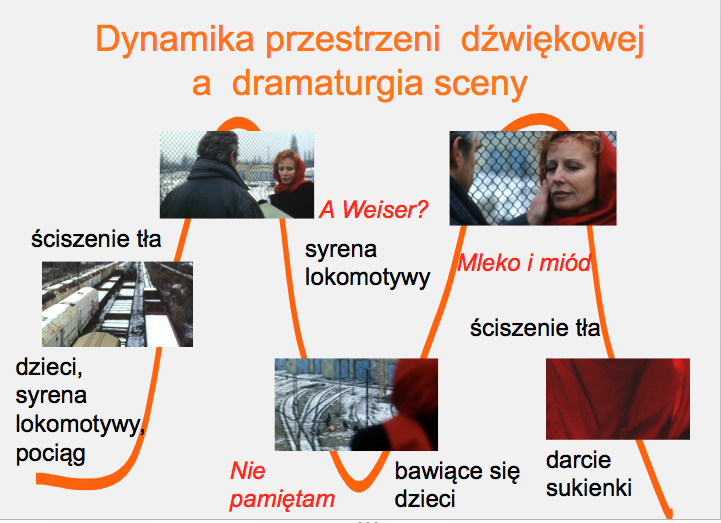 Dynamika przestrzeni dźwiękowej
a dramaturgia sceny
A Weiser?
ściszenie tła
syrena
lokomotywy
Mleko i miód
ściszenie tła
dzieci,
syrena
lokomotywy,
pociąg
Nie
pamiętam
bawiące się
dzieci
darcie
sukienki